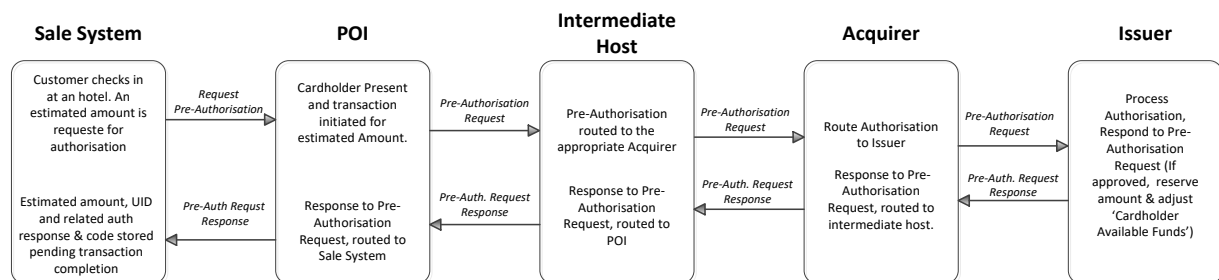 Sale System
POI
Intermediate
Host
Acquirer
Issuer
Customer checks in
at an hotel. An
estimated amount is
requeste for
authorisation
Request
Pre-Authorisation
Cardholder Present
and transaction
initiated for
estimated Amount.
Pre-Authorisation
Request
Pre-Authorisation
routed to the
appropriate Acquirer
Pre-Authorisation
Request
Route Authorisation
to Issuer
Pre-Authorisation
Request
Process
Authorisation,
Respond to Pre-
Authorisation
Request (If
approved, reserve
amount & adjust
‘Cardholder
Available Funds’)
Estimated amount, UID
and related auth
response & code stored
pending transaction
completion
Pre-Auth Requst
Response
Response to Pre-
Authorisation
Request, routed to
Sale System
Pre-Auth. Request
Response
Response to Pre-
Authorisation
Request, routed to
POI
Pre-Auth. Request
Response
Response to Pre-
Authorisation
Request, routed to
intermediate host.
Pre-Auth. Request
Response